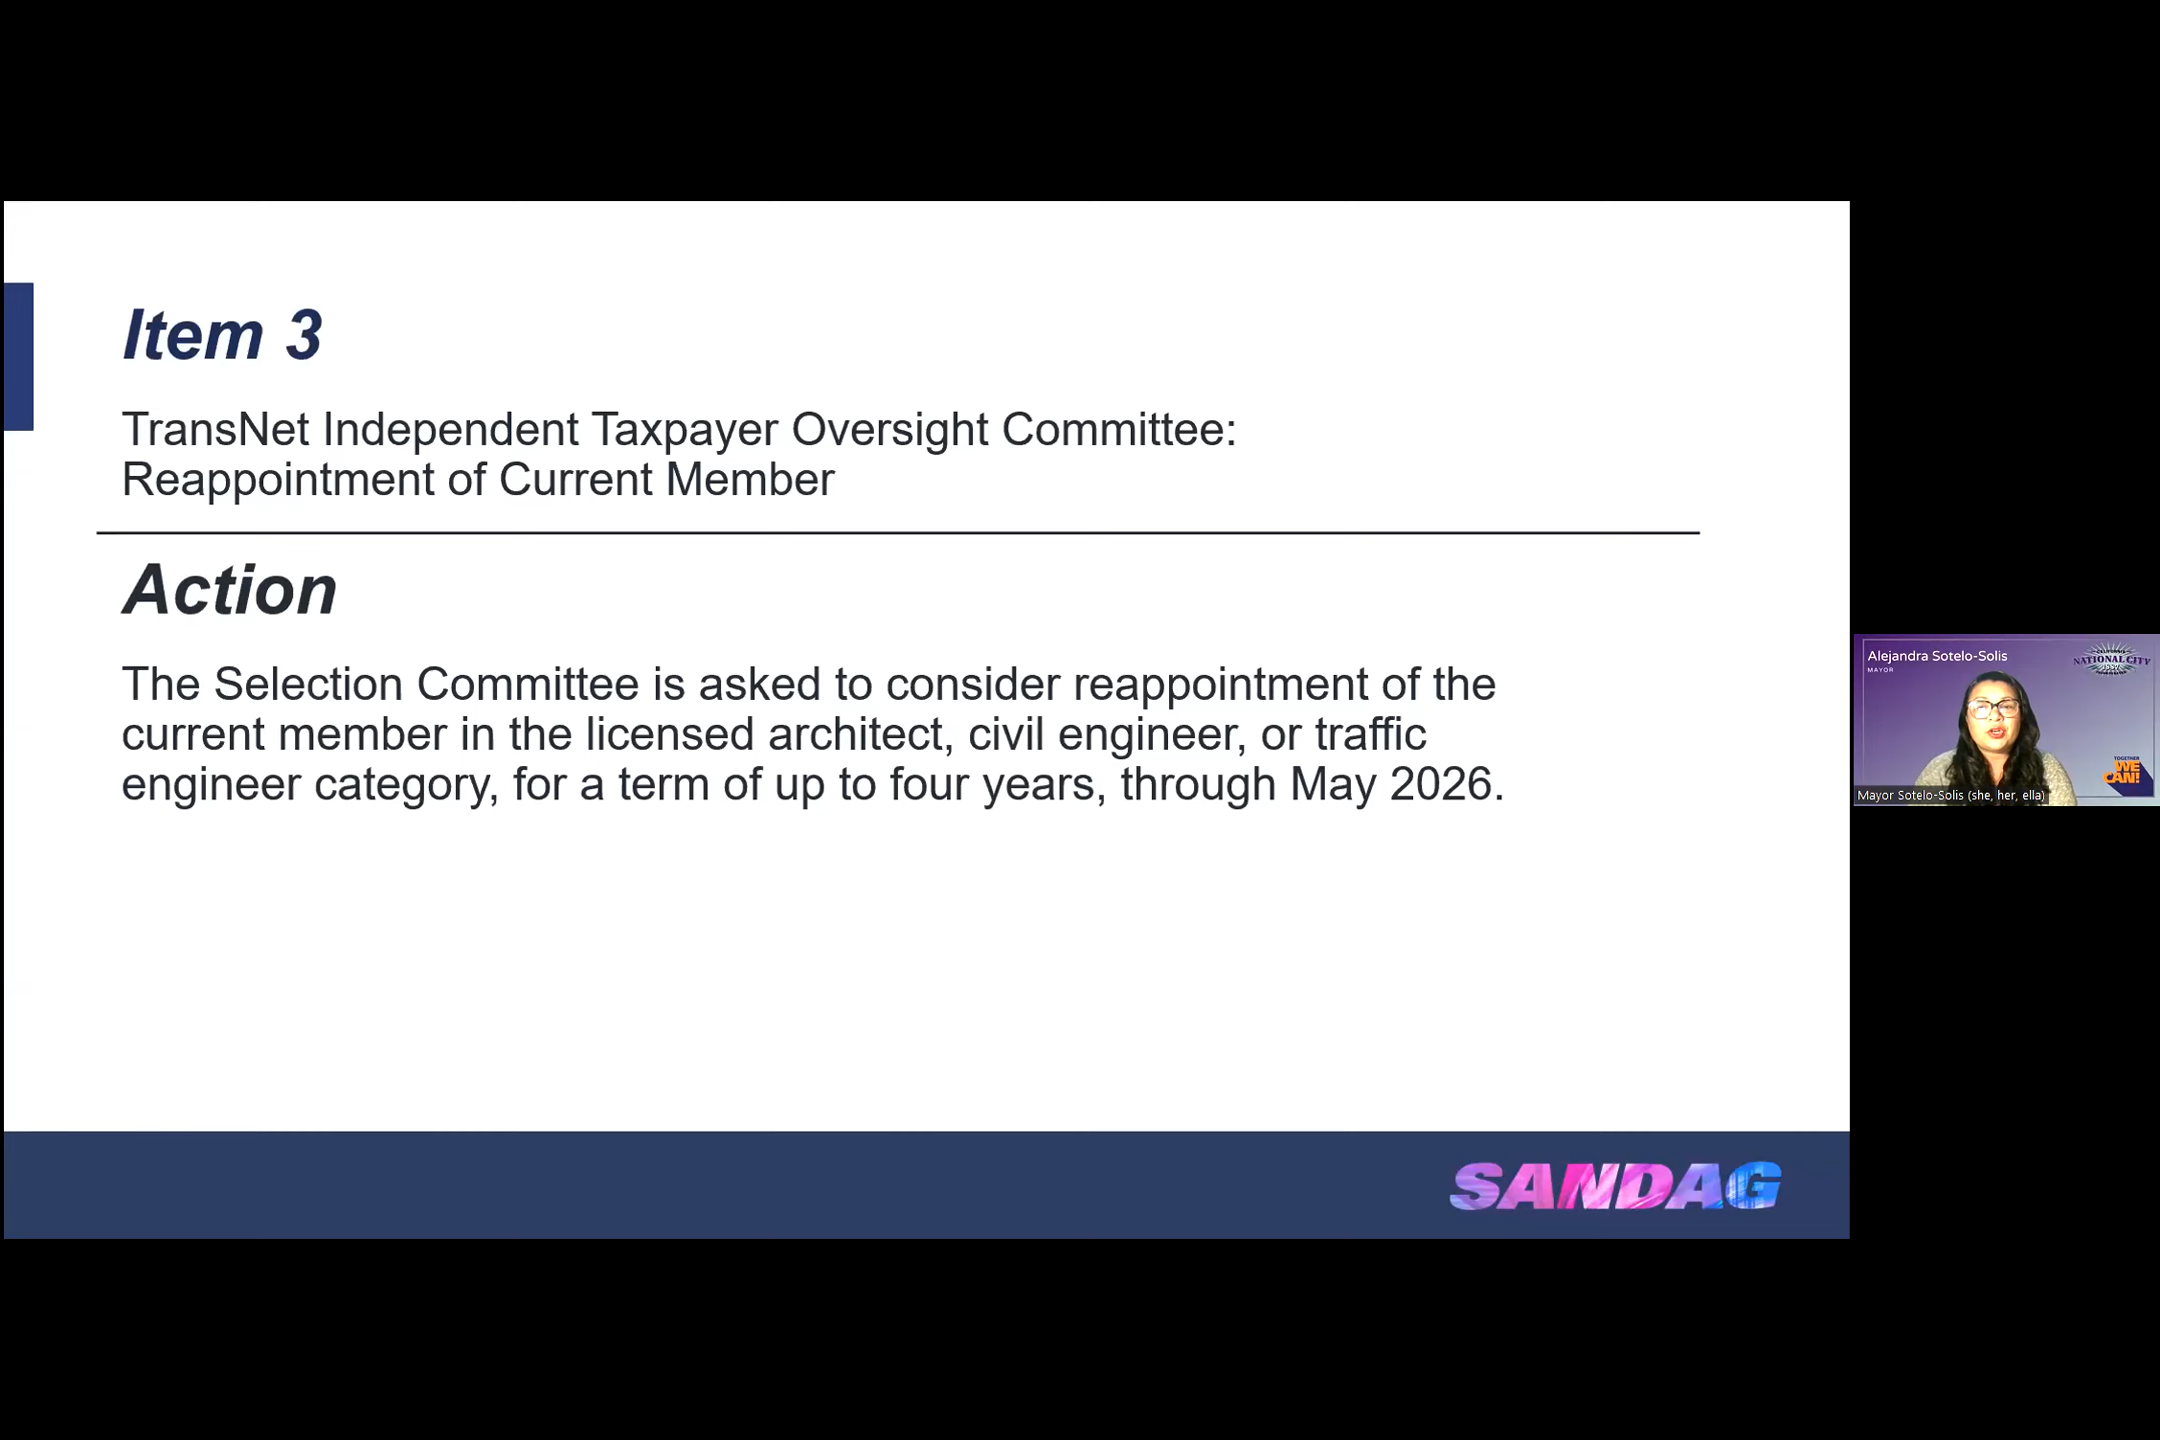 Item 3
TransNet Independent Taxpayer Oversight Committee:
Reappointment of Current Member
Action
The Selection Committee is asked to consider reappointment of the
current member in the licensed architect, civil engineer, or traffic
engineer category, for a term of up to four years, through May 2026.
SANDAG
Alejandra Sotelo-Solis
MAYOR
NATIONAL CITY
TOGETHER
WE
CAN!
Mayor Sotelo-Solis (she, her, ella)